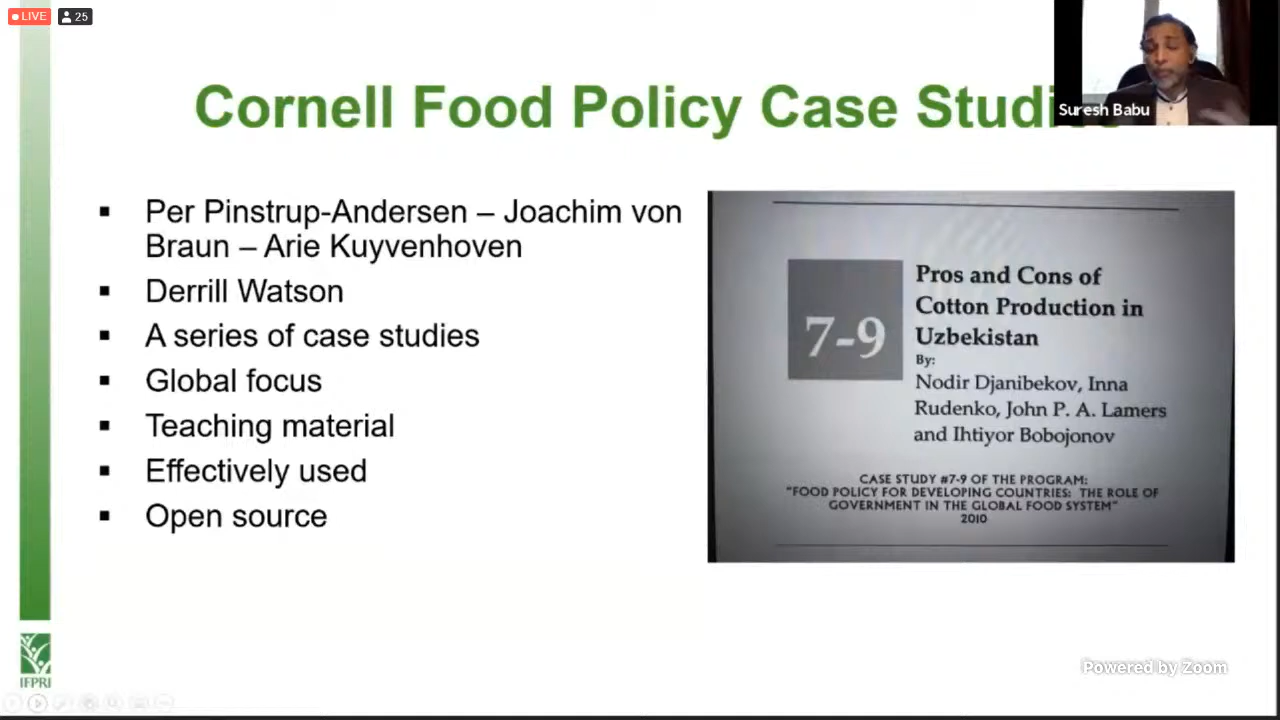 LIVE
25
Cornell Food Policy Case Studi
Suresh Babu
▪ Per Pinstrup-Andersen – Joachim von
Braun – Arie Kuyvenhoven
▪ Derrill Watson
▪ A series of case studies
▪ Global focus
▪ Teaching material
▪ Effectively used
▪ Open source
7-9
Pros and Cons of
Cotton Production in
Uzbekistan
By:
Nodir Djanibekov, Inna
Rudenko, John P. A. Lamers
and Ihtiyor Bobojonov
CASE STUDY #7-9 OF THE PROGRAM:
"FOOD POLICY FOR DEVELOPING COUNTRIES: THE ROLE OF
GOVERNMENT IN THE GLOBAL FOOD SYSTEM"
2010
IFPRI
Powered by Zoom